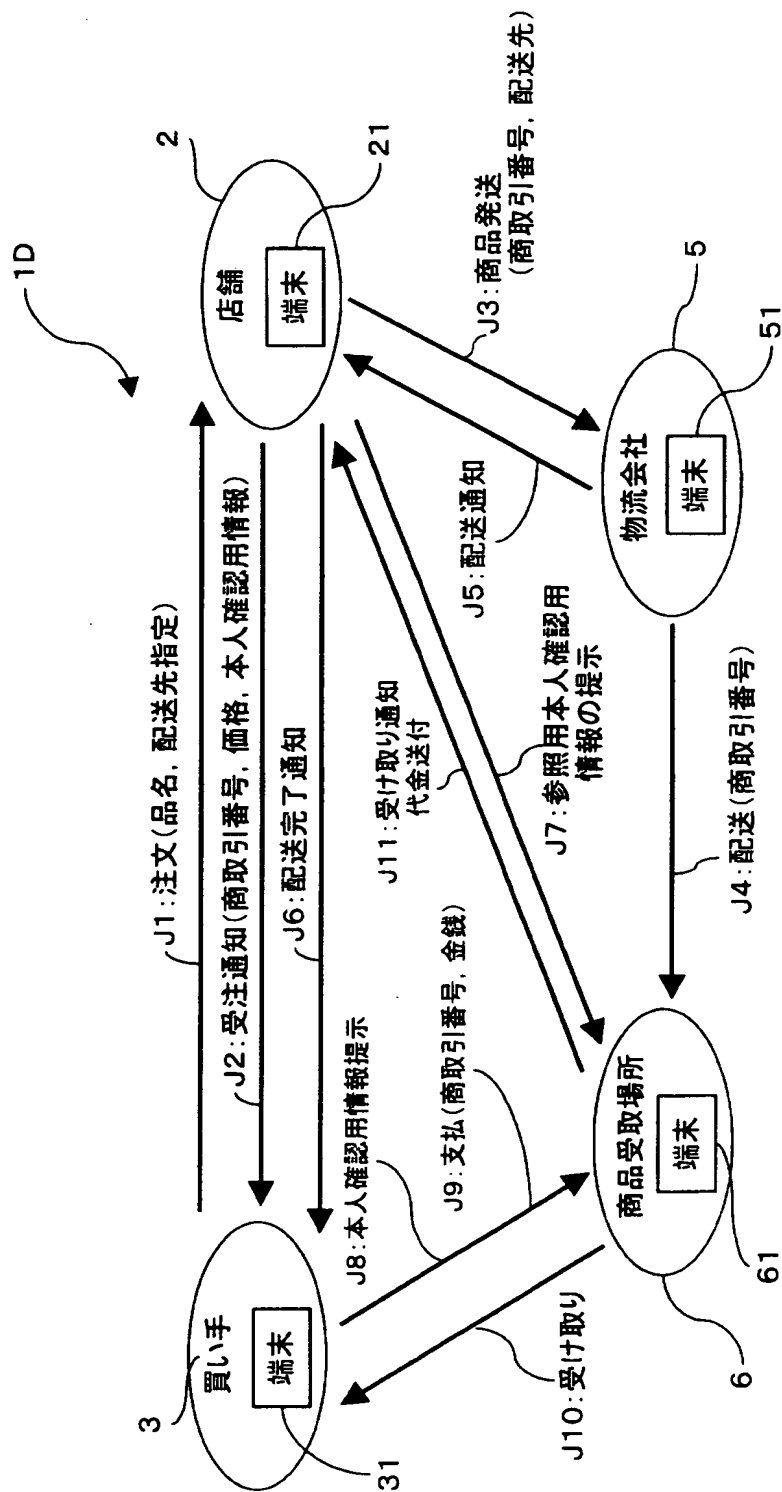 1D
2
店舗
端末
21
J1:注文(品名,配送先指定)
J2:受注通知(商取引番号,価格,本人確認用情報)
J6:配送完了通知
3
買い手
端末
31
J3:商品発送
(商取引番号,配送先)
J5:配送通知
J11:受け取り通知
代金送付
J7:参照用本人確認用
情報の提示
J8:本人確認用情報提示
J9:支払(商取引番号,金銭)
J10:受け取り
5
物流会社
端末
51
J4:配送(商取引番号)
商品受取場所
端末
61
6